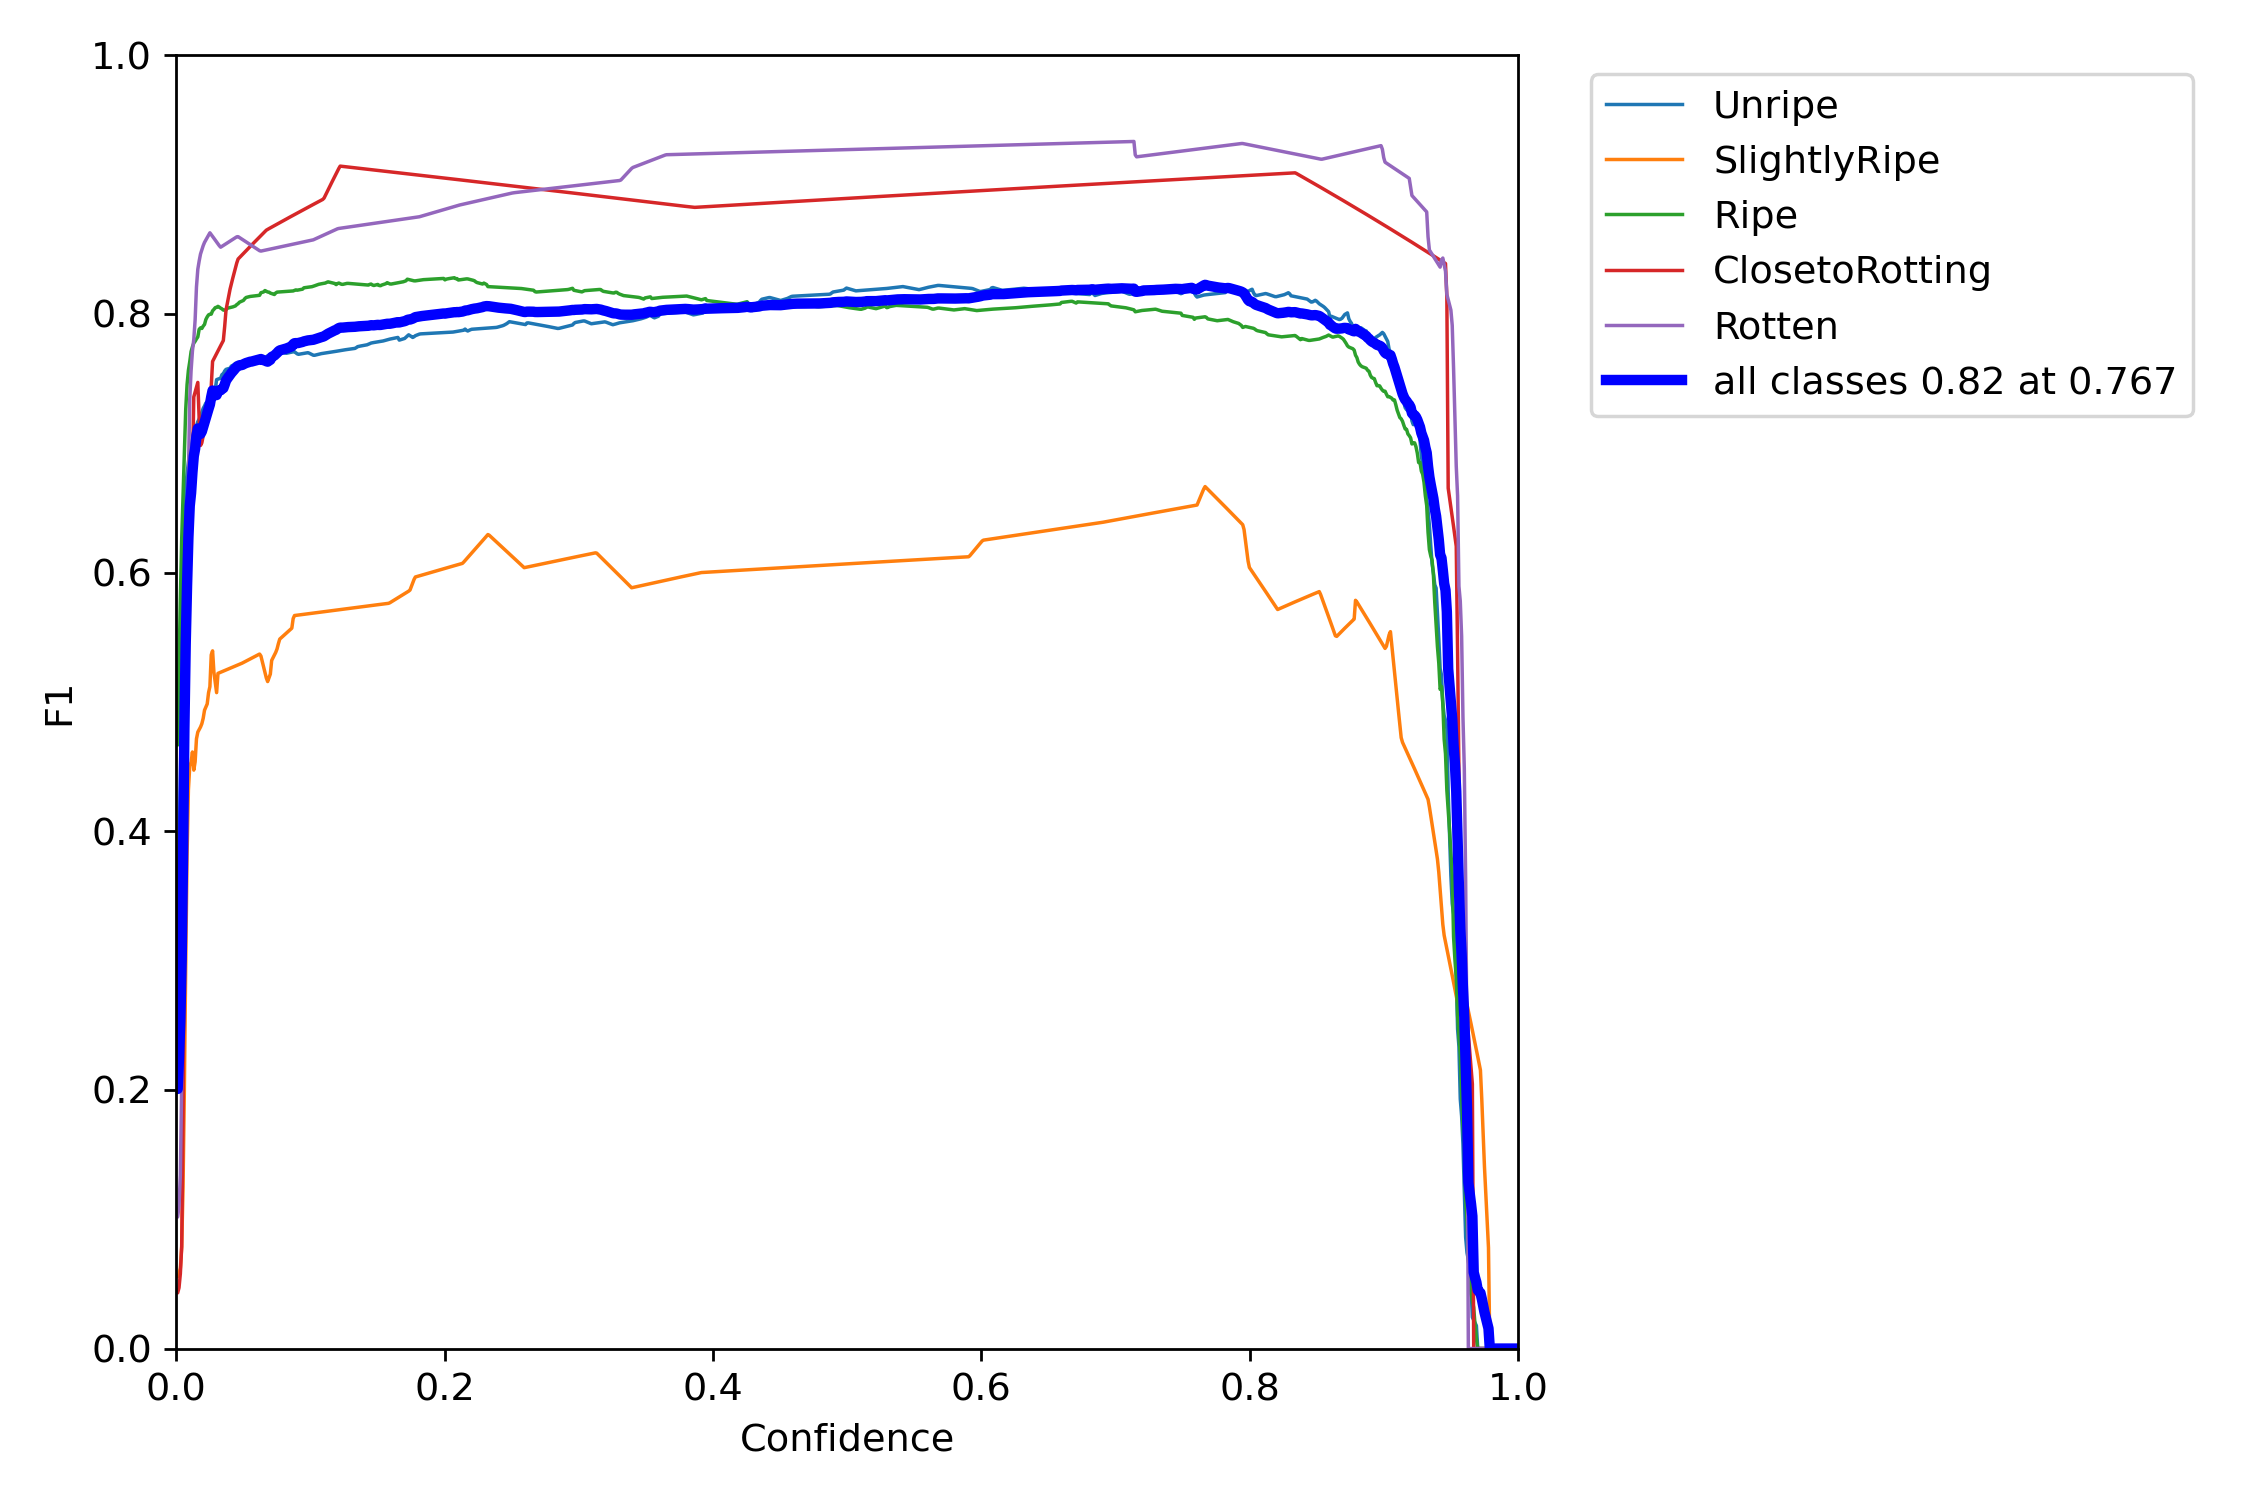 1.0
0.8
0.6
0.4
0.2
0.0
F1
0.0 0.2 0.4 0.6 0.8 1.0
Confidence
Unripe
SlightlyRipe
Ripe
ClosetoRotting
Rotten
all classes 0.82 at 0.767